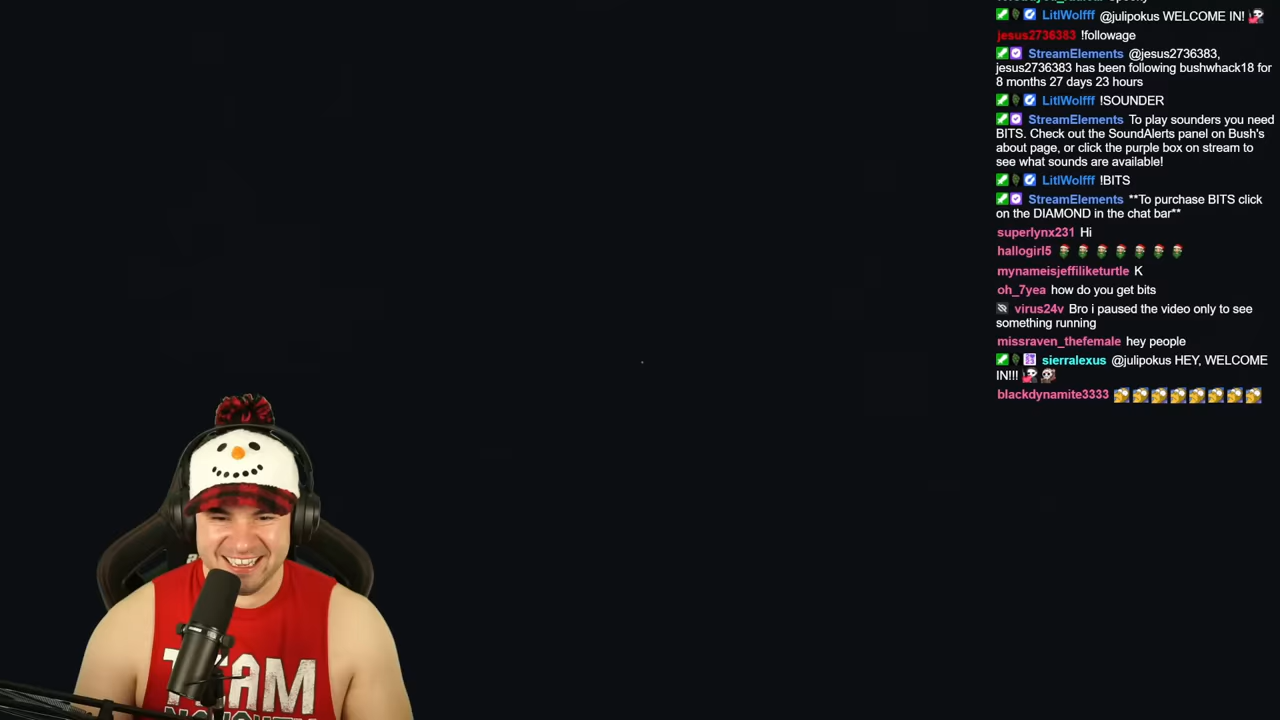 LitlWolfff @julipokus WELCOME IN!
jesus2736383 !followage
StreamElements @jesus2736383,
jesus2736383 has been following bushwhack18 for
8 months 27 days 23 hours
LitlWolfff !SOUNDER
StreamElements To play sounders you need
BITS. Check out the SoundAlerts panel on Bush's
about page, or click the purple box on stream to
see what sounds are available!
LitlWolfff !BITS
StreamElements **To purchase BITS click
on the DIAMOND in the chat bar**
superlynx231 Hi
hallogirl5
mynameisjeffiliketurtle K
oh_7yea how do you get bits
virus24v Bro i paused the video only to see
something running
missraven_thefemale hey people
sierralexus @julipokus HEY, WELCOME
IN!!!
blackdynamite3333
TEAM
NAUGHTY